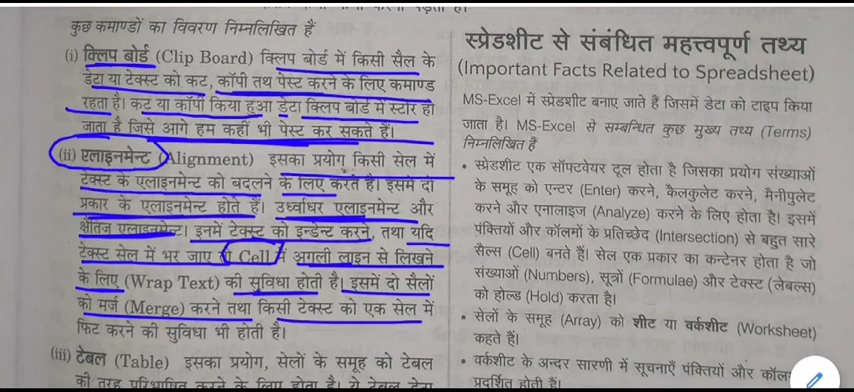 कुछ कमाण्डों का विवरण निम्नलिखित हैं
(i) क्लिप बोर्ड (Clip Board) क्लिप बोर्ड में किसी सैल के
डेटा या टेक्स्ट को कट, कॉपी तथ पेस्ट करने के लिए कमाण्ड
रहता है। कट या कॉपी किया हुआ डेटा क्लिप बोर्ड में स्टोर हो
जाता है जिसे आगे हम कहीं भी पेस्ट कर सकते हैं।
(ii) एलाइनमेन्ट (Alignment) इसका प्रयोग किसी सेल में
टेक्स्ट के एलाइनमेन्ट को बदलने के लिए करते है। इसमें दो
प्रकार के एलाइनमेन्ट होते हैं। उर्ध्वाधर एलाइनमेन्ट और
क्षैतिज एलाइनमेन्ट। इनमें टेक्स्ट को इन्डेन्ट करने, तथा यदि
टेक्स्ट सेल में भर जाए तो Cell में अगली लाइन से लिखने
के लिए (Wrap Text) की सुविधा होती है। इसमें दो सैलों
को मर्ज (Merge) करने तथा किसी टेक्स्ट को एक सेल में
फिट करने की सुविधा भी होती है।
(iii) टेबल (Table) इसका प्रयोग, सेलों के समूह को टेबल
की तरह परिभाषित करने के लिए होता है। ये टेबल डेटा
स्प्रेडशीट से संबंधित महत्त्वपूर्ण तथ्य
(Important Facts Related to Spreadsheet)
MS-Excel में स्प्रेडशीट बनाए जाते हैं जिसमें डेटा को टाइप किया
जाता है। MS-Excel से सम्बन्धित कुछ मुख्य तथ्य (Terms)
निम्नलिखित हैं
• स्प्रेडशीट एक सॉफ्टवेयर टूल होता है जिसका प्रयोग संख्याओं
के समूह को एन्टर (Enter) करने, कैलकुलेट करने, मैनीपुलेट
करने और एनालाइज (Analyze) करने के लिए होता है। इसमें
पंक्तियों और कॉलमों के प्रतिच्छेद (Intersection) से बहुत सारे
सैल्स (Cell) बनते हैं। सेल एक प्रकार का कन्टेनर होता है जो
संख्याओं (Numbers), सूत्रों (Formulae) और टेक्स्ट (लेबल्स)
को होल्ड (Hold) करता है।
• सेलों के समूह (Array) को शीट या वर्कशीट (Worksheet)
कहते हैं।
• वर्कशीट के अन्दर सारणी में सूचनाएँ पंक्तियों और
प्रदर्शित होती हैं।